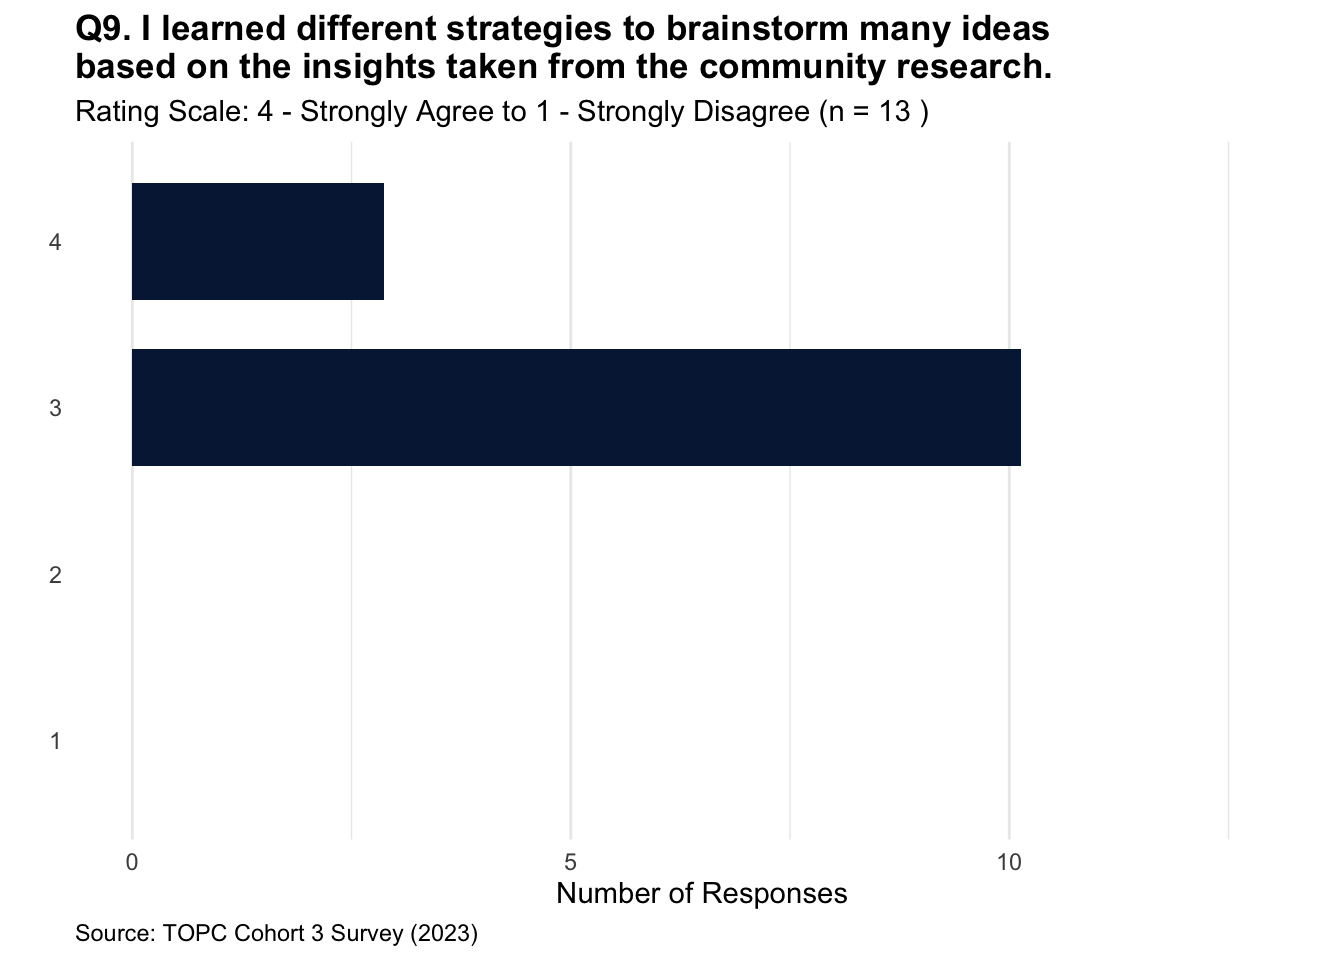 Q9. I learned different strategies to brainstorm many ideas
based on the insights taken from the community research.
Rating Scale: 4 - Strongly Agree to 1 - Strongly Disagree (n = 13 )
4
3
2
1
0 5 10
Number of Responses
Source: TOPC Cohort 3 Survey (2023)